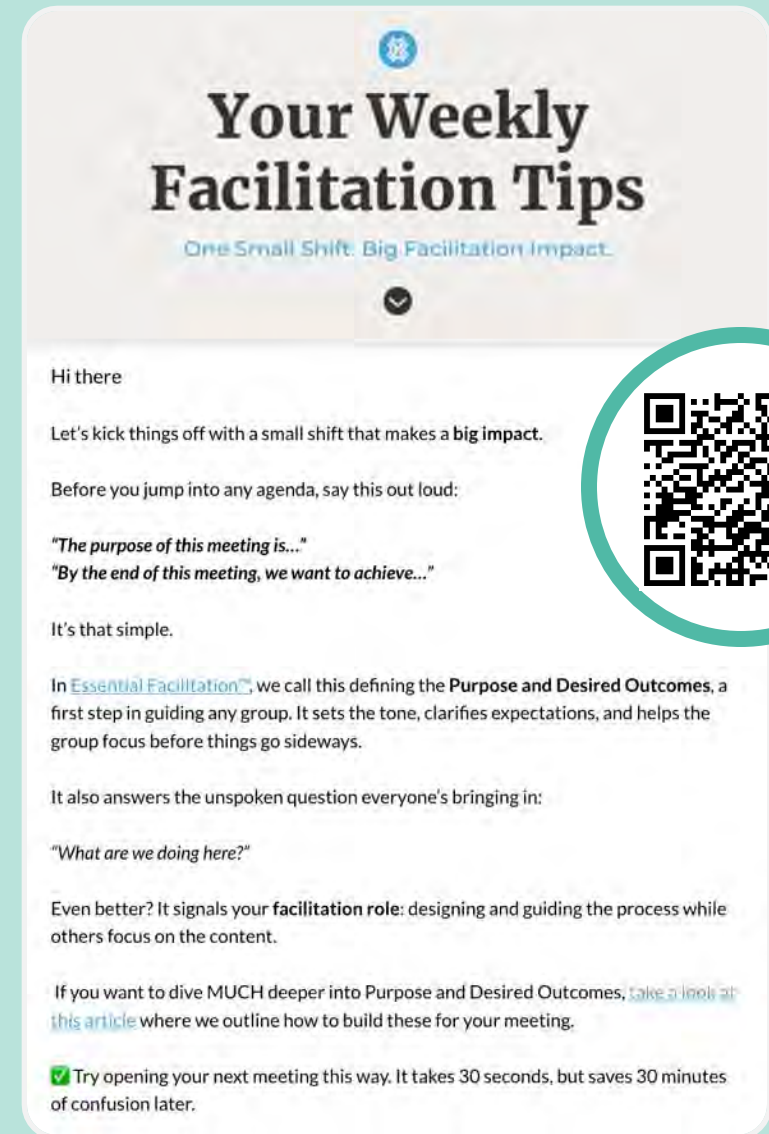 Your Weekly
Facilitation Tips
One Small Shift. Big Facilitation Impact.
Hi there
Let's kick things off with a small shift that makes a big impact.
Before you jump into any agenda, say this out loud:
“The purpose of this meeting is…”
“By the end of this meeting, we want to achieve…”
It's that simple.
In Essential Facilitation™, we call this defining the Purpose and Desired Outcomes, a
first step in guiding any group. It sets the tone, clarifies expectations, and helps the
group focus before things go sideways.
It also answers the unspoken question everyone's bringing in:
“What are we doing here?”
Even better? It signals your facilitation role: designing and guiding the process while
others focus on the content.
If you want to dive MUCH deeper into Purpose and Desired Outcomes, take a look at
this article where we outline how to build these for your meeting.
✅ Try opening your next meeting this way. It takes 30 seconds, but saves 30 minutes
of confusion later.